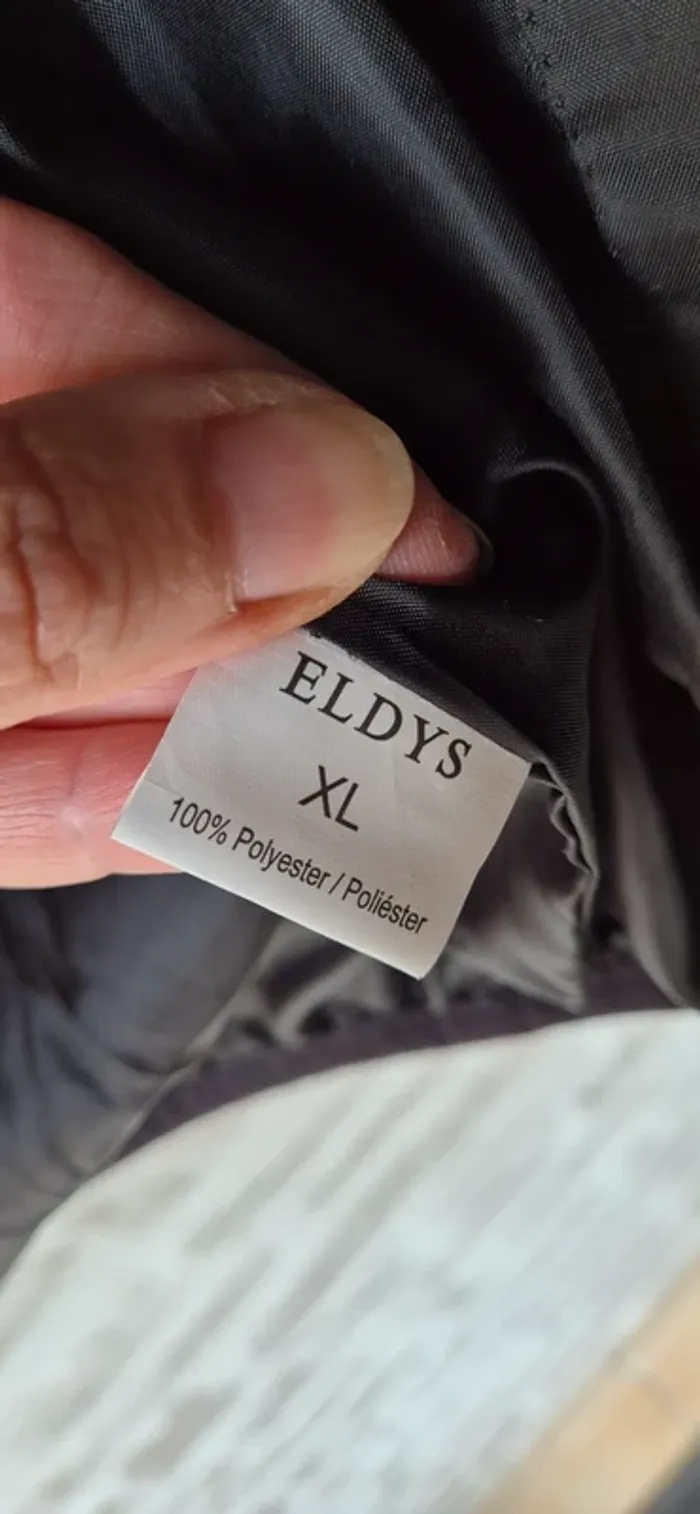 ELDYS
XL
100% Polyester / Poliéster